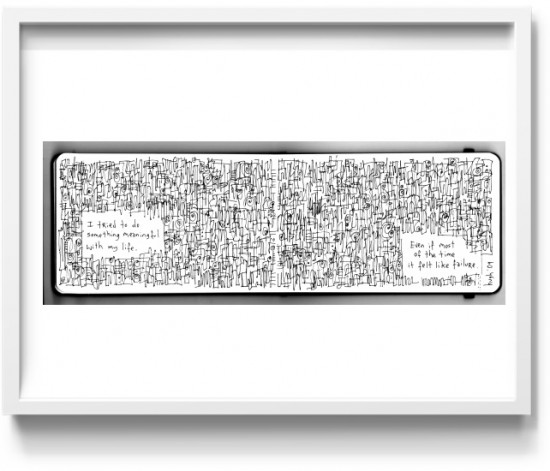 I tried to do
something meaningful
with my life.
Even if most
of the time
it felt like failure.